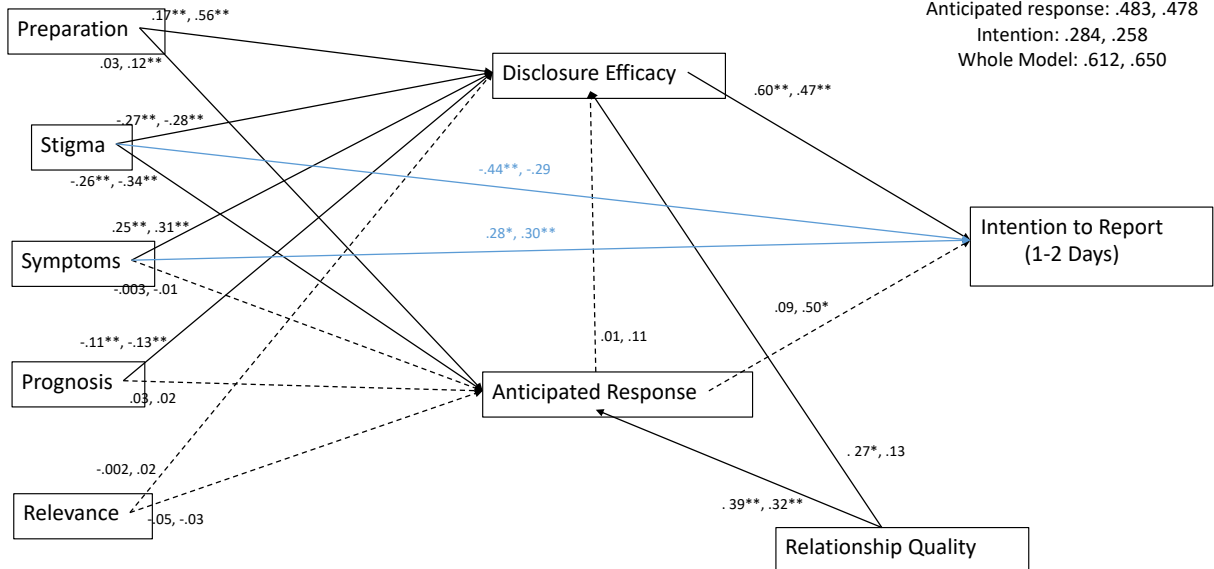 Anticipated response: .483, .478
Intention: .284, .258
Whole Model: .612, .650
.17**, .56**
Preparation
.03, .12**
Disclosure Efficacy
.60**, .47**
-.27**, -.28**
Stigma
-.26**, -.34**
-.44**, -.29
.25**, .31**
.28*, .30**
Intention to Report
(1-2 Days)
Symptoms
-.003, -.01
.09, .50*
.01, .11
-.11**, -.13**
Prognosis
.03, .02
Anticipated Response
. 27*, .13
-.002, .02
. 39**, .32**
Relevance
-.05, -.03
Relationship Quality